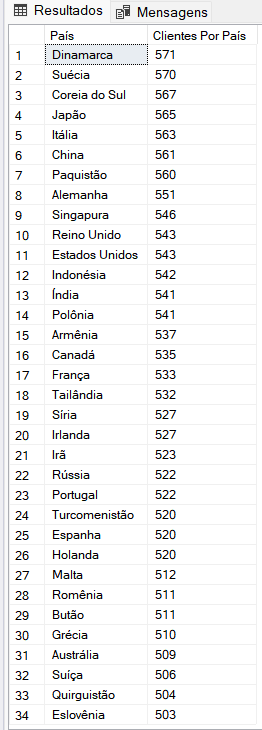 Resultados Mensagens
País Clientes Por País
1 Dinamarca 571
2 Suécia 570
3 Coreia do Sul 567
4 Japão 565
5 Itália 563
6 China 561
7 Paquistão 560
8 Alemanha 551
9 Singapura 546
10 Reino Unido 543
11 Estados Unidos 543
12 Indonésia 542
13 Índia 541
14 Polônia 541
15 Armênia 537
16 Canadá 535
17 França 533
18 Tailândia 532
19 Síria 527
20 Irlanda 527
21 Irã 523
22 Rússia 522
23 Portugal 522
24 Turcomenistão 520
25 Espanha 520
26 Holanda 520
27 Malta 512
28 Romênia 511
29 Butão 511
30 Grécia 510
31 Austrália 509
32 Suíça 506
33 Quirguistão 504
34 Eslovênia 503